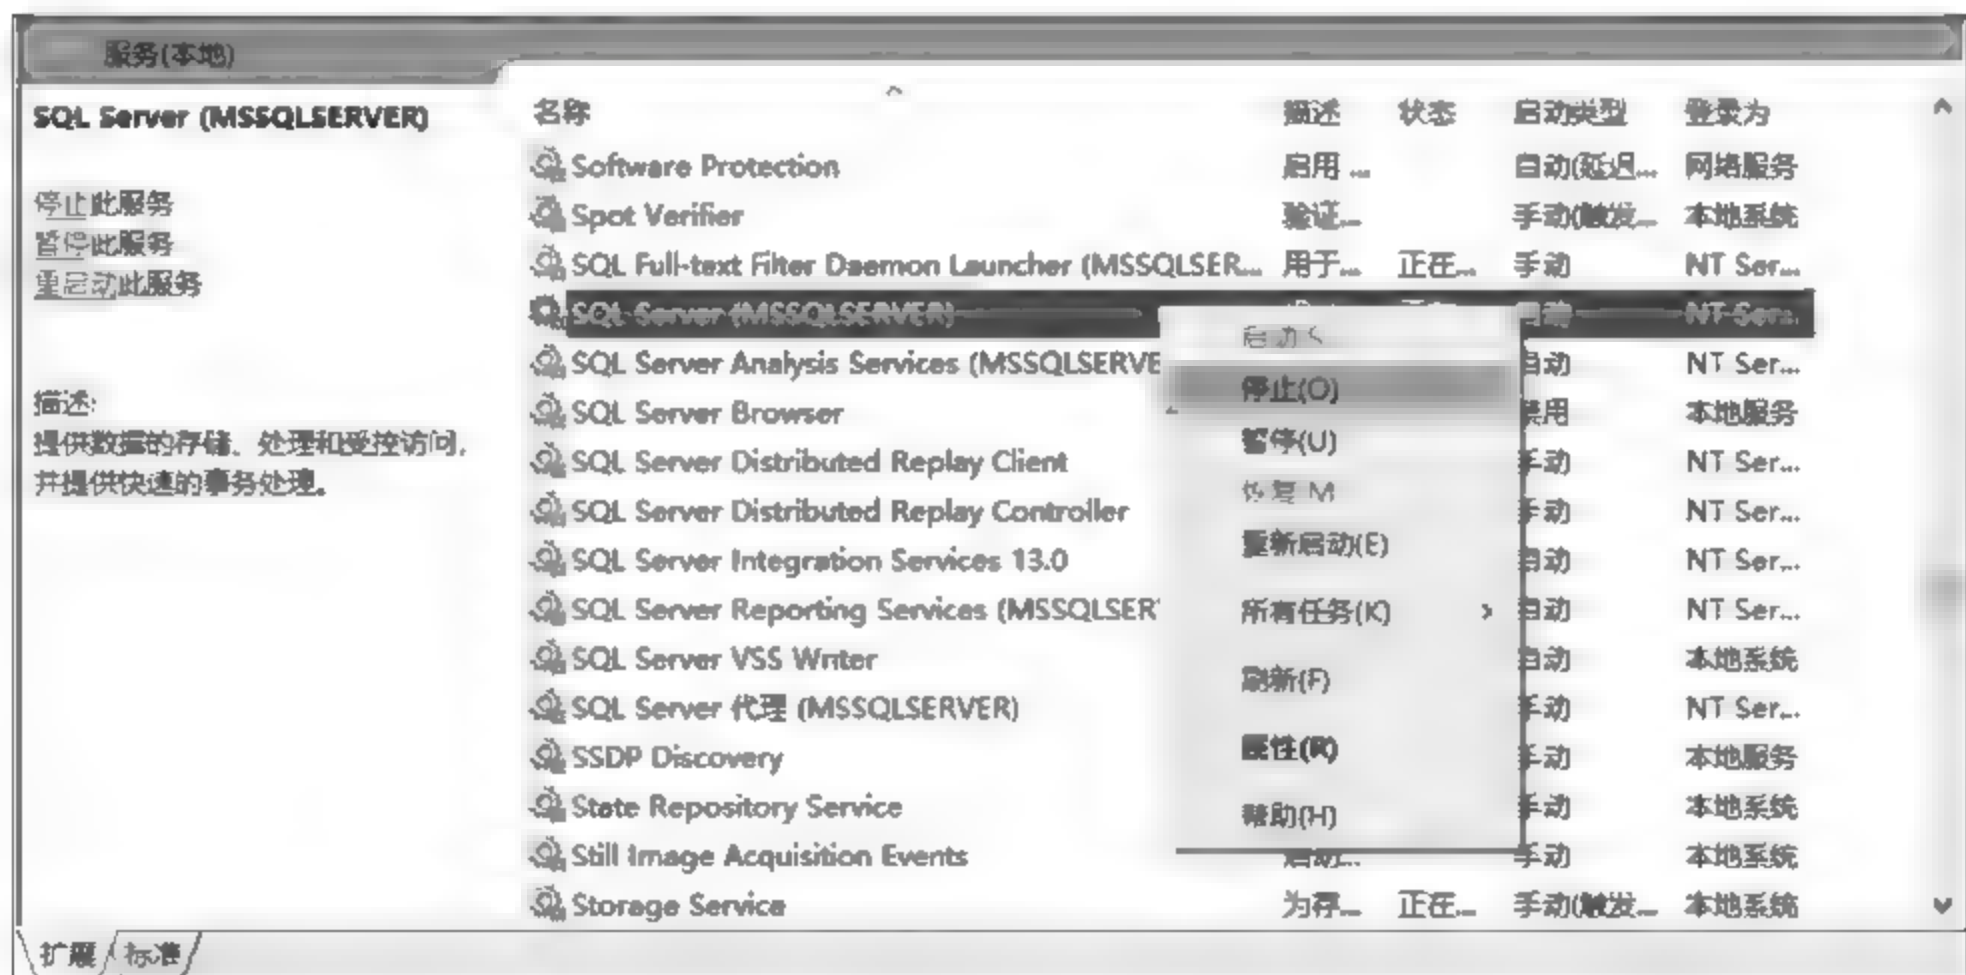 服务(本地)
SQL Server (MSSQLSERVER)
停止此服务
暂停此服务
重启动此服务
描述:
提供数据的存储、处理和受控访问,
并提供快速的事务处理。
名称 描述 状态 启动类型 登录为
Software Protection 启用 ... 自动(延迟... 网络服务
Spot Verifier 验证... 手动(触发... 本地系统
SQL Full-text Filter Daemon Launcher (MSSQLSER... 用于... 正在... 手动 NT Ser...
SQL Server (MSSQLSERVER) 自动 NT Ser...
SQL Server Analysis Services (MSSQLSERVE 自动 NT Ser...
SQL Server Browser 禁用 本地服务
SQL Server Distributed Replay Client 手动 NT Ser...
SQL Server Distributed Replay Controller 手动 NT Ser...
SQL Server Integration Services 13.0 自动 NT Ser...
SQL Server Reporting Services (MSSQLSER 自动 NT Ser...
SQL Server VSS Writer 自动 本地系统
SQL Server 代理 (MSSQLSERVER) 手动 NT Ser...
SSDP Discovery 手动 本地服务
State Repository Service 手动 本地系统
Still Image Acquisition Events 启动... 手动 本地系统
Storage Service 为存... 正在... 手动(触发... 本地系统
启动 S
停止(O)
暂停(U)
恢复 M
重新启动(E)
所有任务(K)
刷新(F)
属性(R)
帮助(H)
扩展 标准